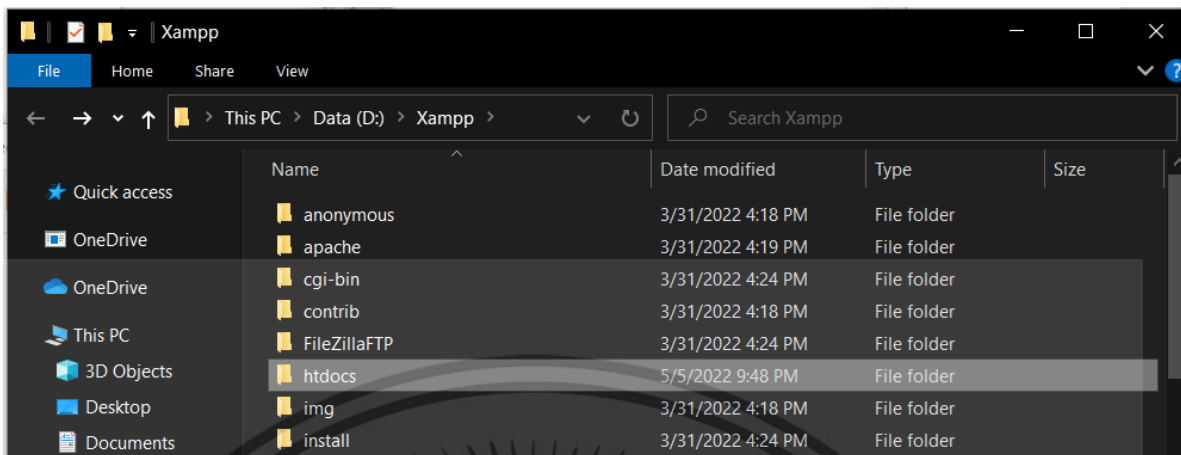 Xampp
File Home Share View
This PC > Data (D:) > Xampp > Search Xampp
Name Date modified Type Size
Quick access
anonymous 3/31/2022 4:18 PM File folder
OneDrive
apache 3/31/2022 4:19 PM File folder
cgi-bin 3/31/2022 4:24 PM File folder
OneDrive
contrib 3/31/2022 4:18 PM File folder
This PC
FileZillaFTP 3/31/2022 4:24 PM File folder
3D Objects
htdocs 5/5/2022 9:48 PM File folder
Desktop
img 3/31/2022 4:18 PM File folder
Documents
install 3/31/2022 4:24 PM File folder